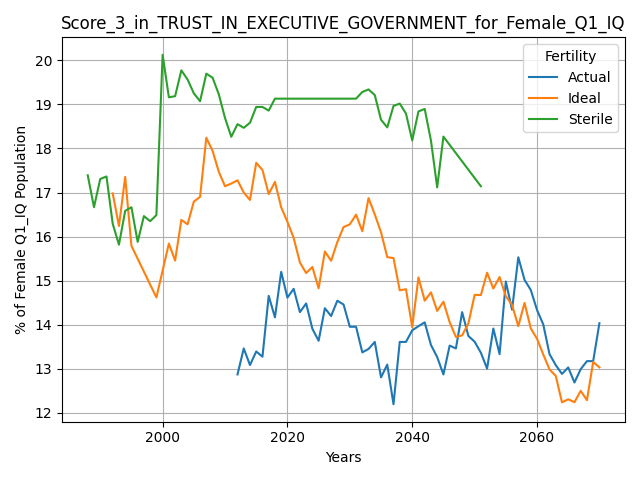 Score_3_in_TRUST_IN_EXECUTIVE_GOVERNMENT_for_Female_Q1_IQ
Fertility
Actual
Ideal
Sterile
% of Female Q1_IQ Population
20
19
18
17
16
15
14
13
12
2000
2020
2040
2060
Years